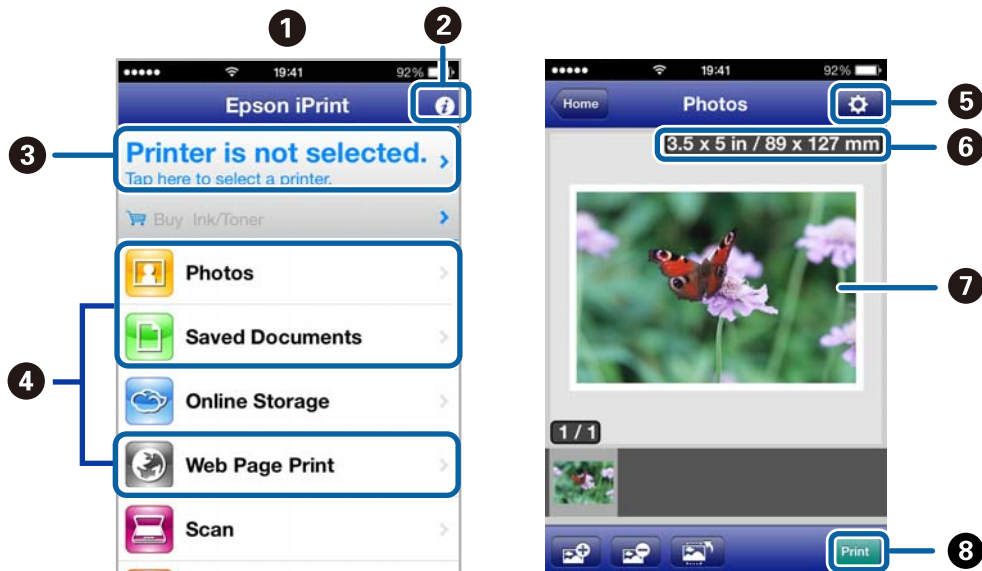 1
2
19:41
92%
Epson iPrint
i
3
Printer is not selected.
Tap here to select a printer.
Buy Ink/Toner
4
Photos
Saved Documents
Online Storage
Web Page Print
Scan
19:41
92%
Home
Photos
5
3.5 x 5 in / 89 x 127 mm
6
7
1 / 1
Print
8